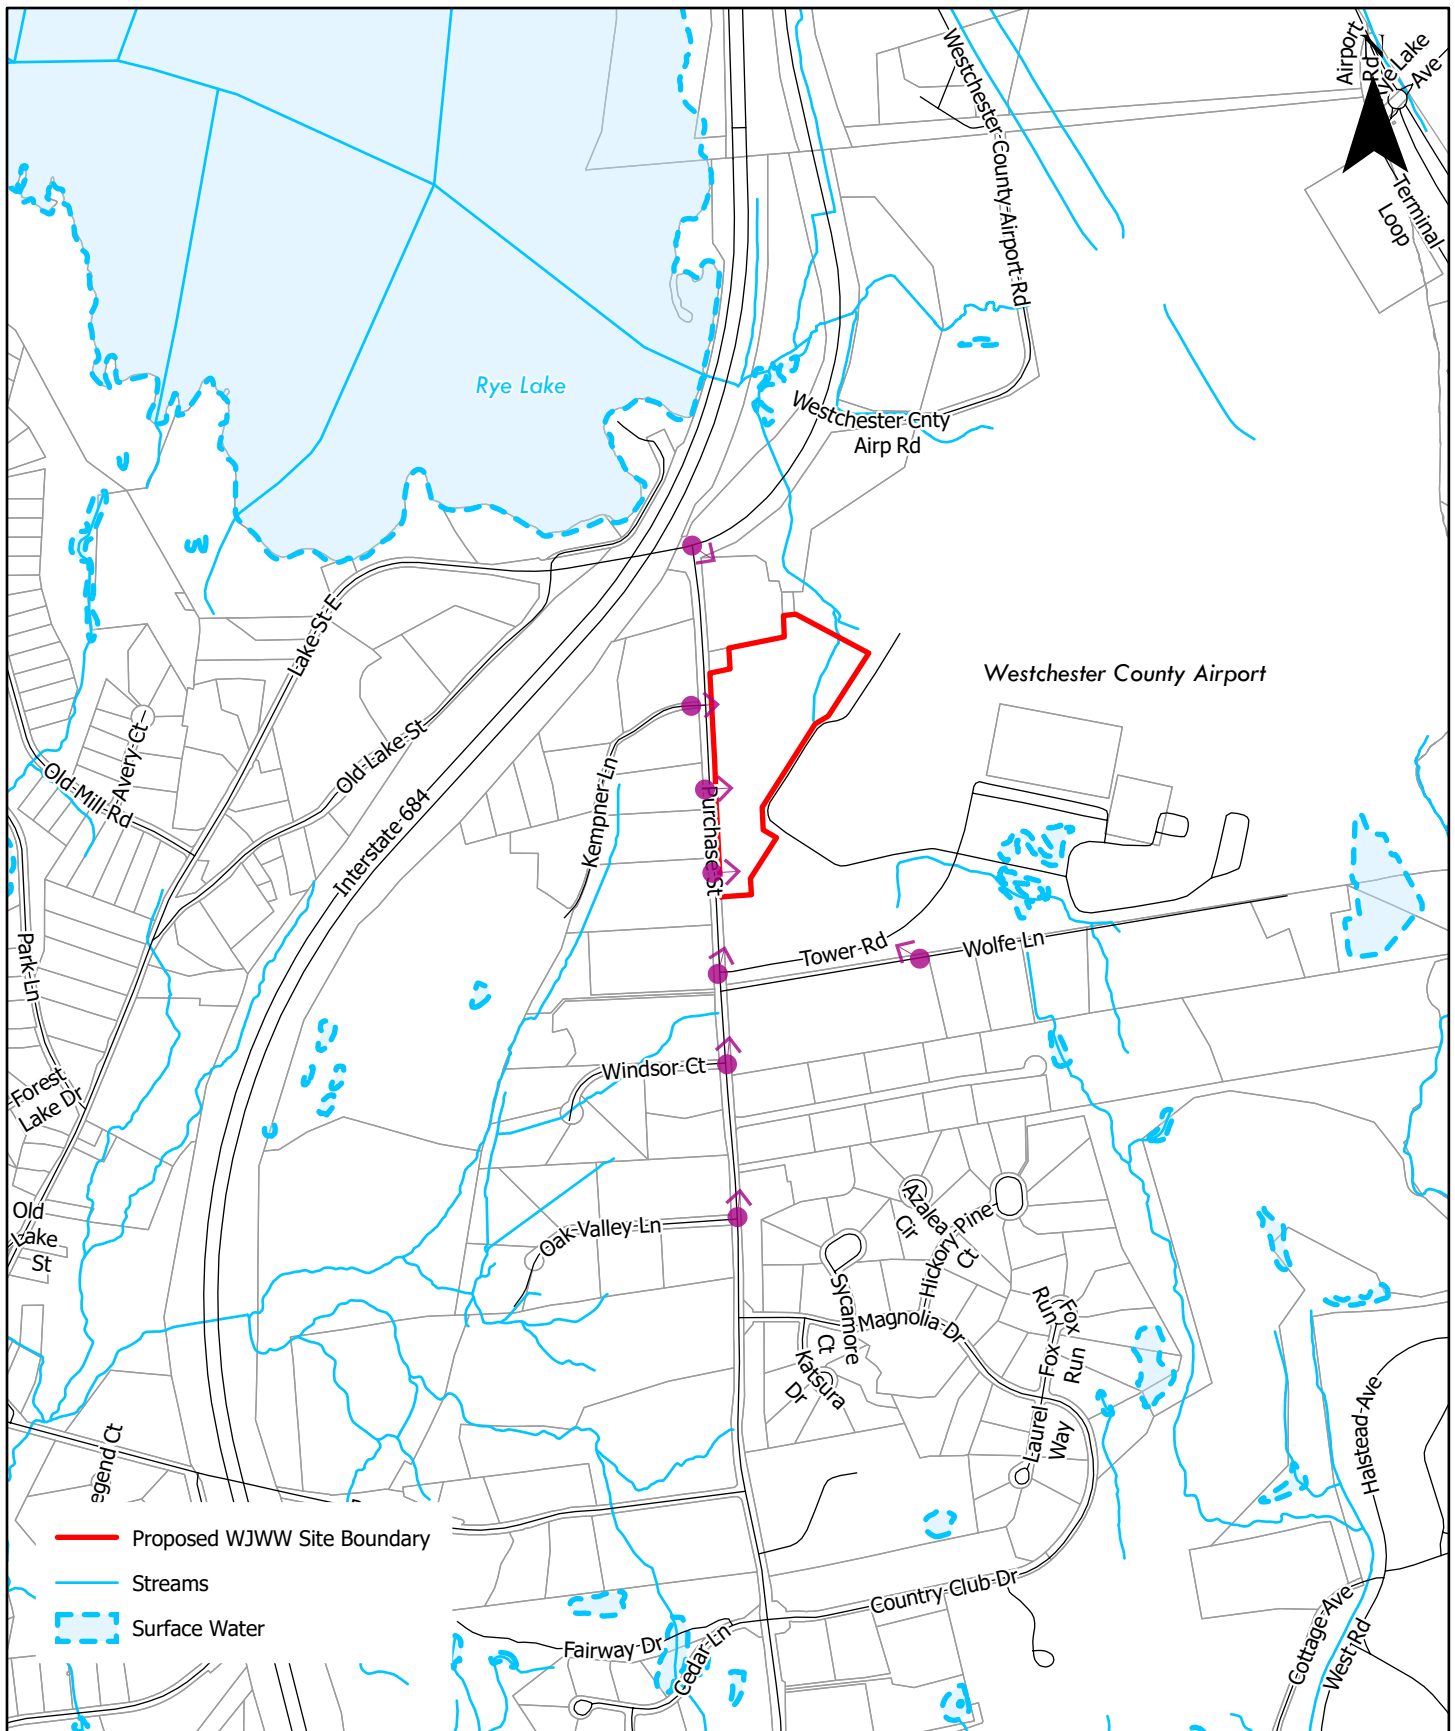 Airport
Rd
Rye Lake
Ave
Westchester County Airport Rd
Terminal
Loop
Rye Lake
Westchester Cnty
Airp Rd
Lake St E
Westchester County Airport
Avery Ct
Old Lake St
Old Mill Rd
Interstate 684
Kempner Ln
Purchase St
Park Ln
Tower Rd
Wolfe Ln
Windsor Ct
Forest
Lake Dr
Old
Lake
St
Oak Valley Ln
Azalea
Cir
Hickory Pine
Ct
Sycamore
Ct
Magnolia Dr
Fox
Run
Fox
Run
Katsura
Dr
Laurel
Way
Halstead Ave
egend Ct
Proposed WJWW Site Boundary
Streams
Surface Water
Country Club Dr
Fairway Dr
Cedar Ln
Cottage Ave
West Rd